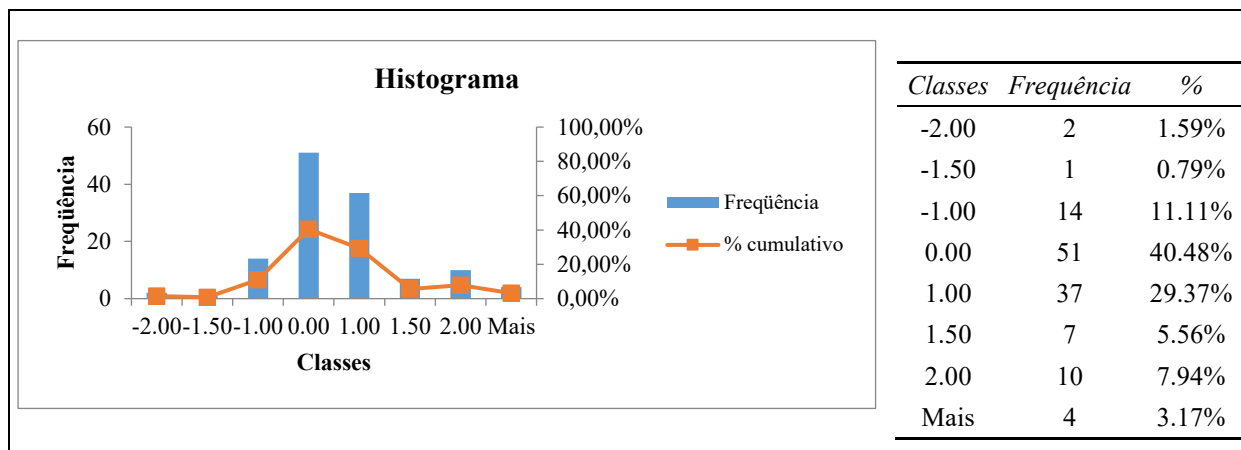 Histograma
Freqüência
60
40
20
0
100,00%
80,00%
60,00%
40,00%
20,00%
0,00%
-2.00 -1.50 -1.00 0.00 1.00 1.50 2.00 Mais
Classes
Freqüência
% cumulativo
Classes Frequência %
-2.00 2 1.59%
-1.50 1 0.79%
-1.00 14 11.11%
0.00 51 40.48%
1.00 37 29.37%
1.50 7 5.56%
2.00 10 7.94%
Mais 4 3.17%